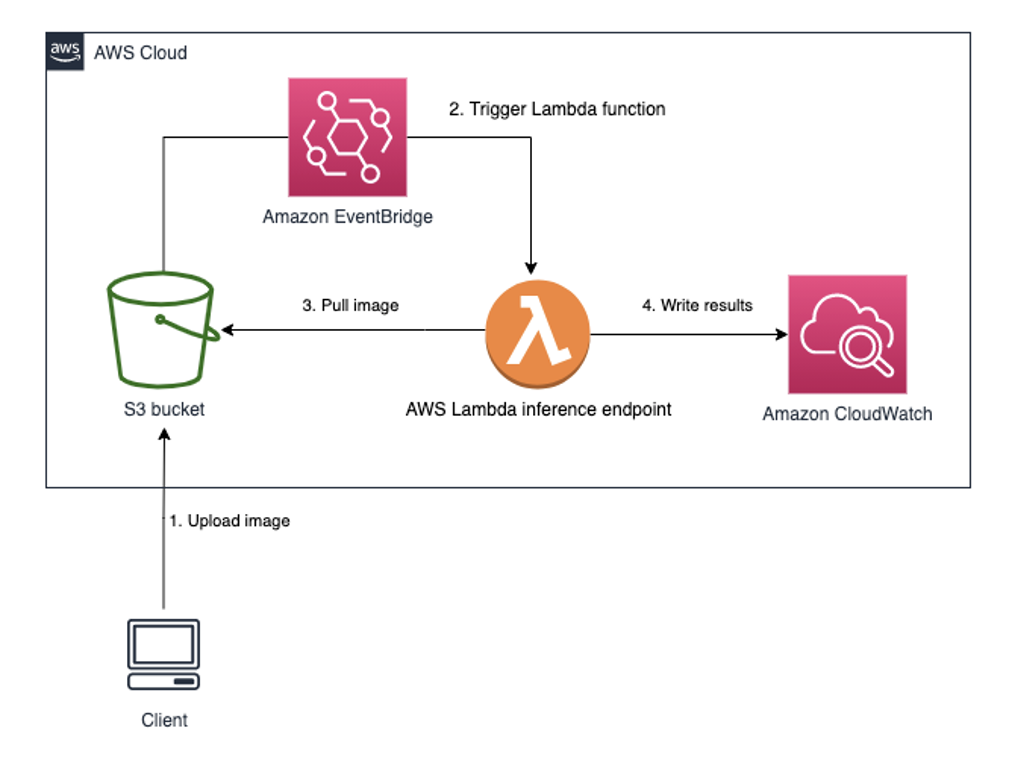 aws
AWS Cloud
2. Trigger Lambda function
Amazon EventBridge
3. Pull image
4. Write results
S3 bucket
AWS Lambda inference endpoint
Amazon CloudWatch
1. Upload image
Client